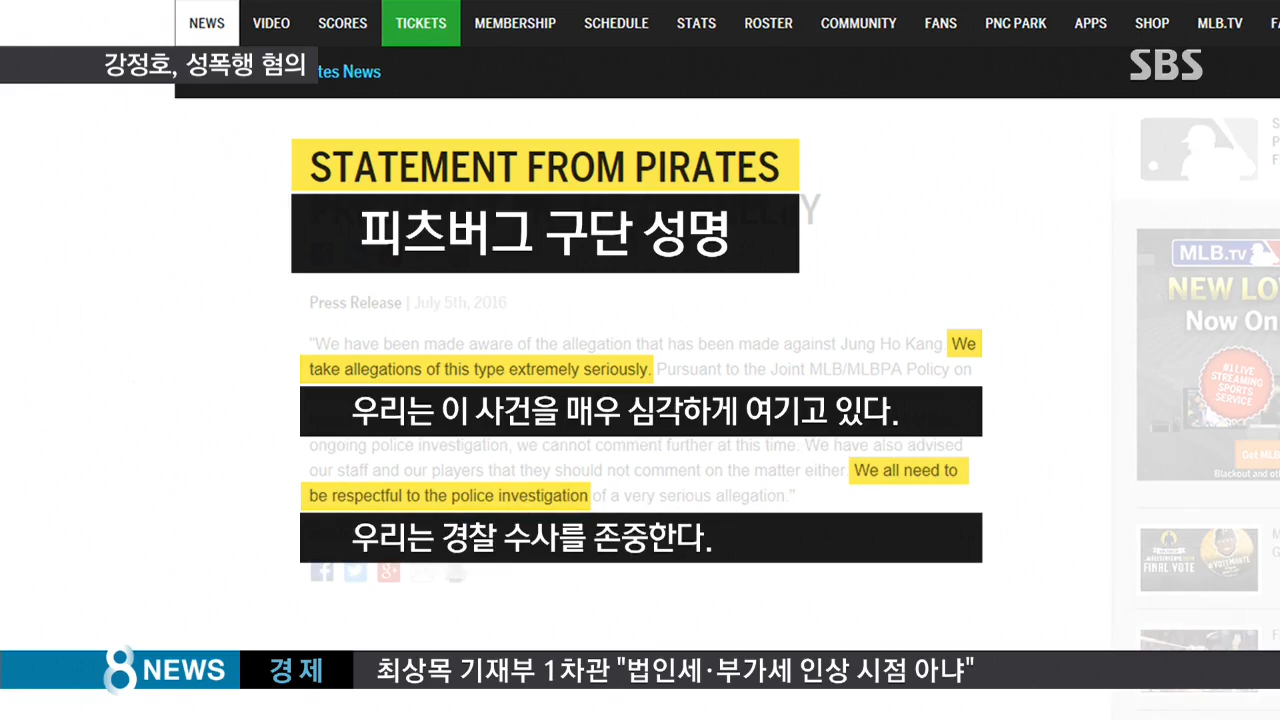 NEWS VIDEO SCORES TICKETS MEMBERSHIP SCHEDULE STATS ROSTER COMMUNITY FANS PNC PARK APPS SHOP MLB.TV
강정호, 성폭행 혐의
tes News
SBS
STATEMENT FROM PIRATES
피츠버그 구단 성명
Press Release | July 5th, 2016
"We have been made aware of the allegation that has been made against Jung Ho Kang. We
take allegations of this type extremely seriously. Pursuant to the Joint MLB/MLBPA Policy on
우리는 이 사건을 매우 심각하게 여기고 있다.
ongoing police investigation, we cannot comment further at this time. We have also advised
our staff and our players that they should not comment on the matter either. We all need to
be respectful to the police investigation of a very serious allegation."
우리는 경찰 수사를 존중한다.
MLB.TV
NEW LO
Now On
#1 LIVE
STREAMING
SPORTS
SERVICE
Get MLB
Blackout and oth
FINAL VOTE
#VOTEMARTE
8 NEWS 경제 최상목 기재부 1차관 "법인세·부가세 인상 시점 아냐"